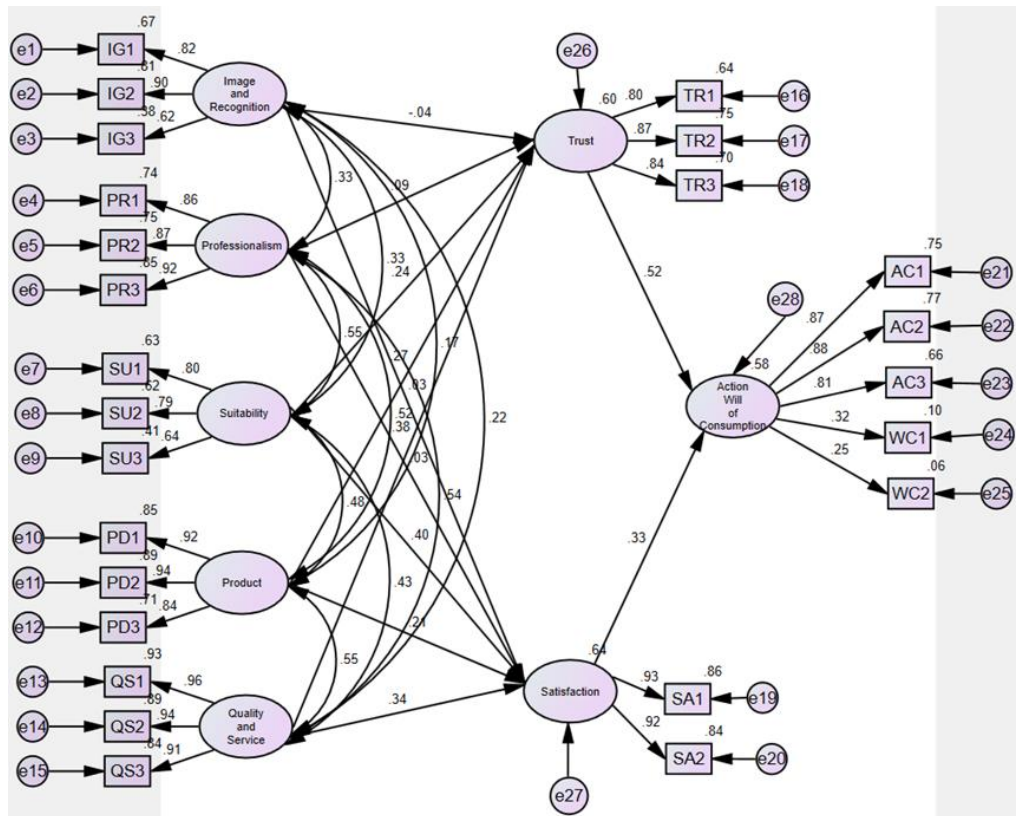 .67
e1
IG1
.82
.81
e2
IG2
.90
.38
e3
IG3
.62
Image
and
Recognition
.74
e4
PR1
.86
.75
e5
PR2
.87
.85
e6
PR3
.92
Professionalism
.63
e7
SU1
.80
.62
e8
SU2
.79
.41
e9
SU3
.64
Suitability
.85
e10
PD1
.92
.89
e11
PD2
.94
.71
e12
PD3
.84
Product
.93
e13
QS1
.96
.89
e14
QS2
.94
.84
e15
QS3
.91
Quality
and
Service
-.04
.33
.09
.33
.24
.55
.27
.17
.03
.52
.38
.22
.03
.48
.54
.40
.43
.21
.55
.34
e26
.60
Trust
.80
.64
TR1
e16
.87
.75
TR2
e17
.84
.70
TR3
e18
.52
.33
e28
.58
Action
Will
of
Consumption
.75
.87
AC1
e21
.77
.88
AC2
e22
.66
.81
AC3
e23
.10
.32
WC1
e24
.06
.25
WC2
e25
.64
Satisfaction
.93
.86
SA1
e19
.92
.84
SA2
e20
e27